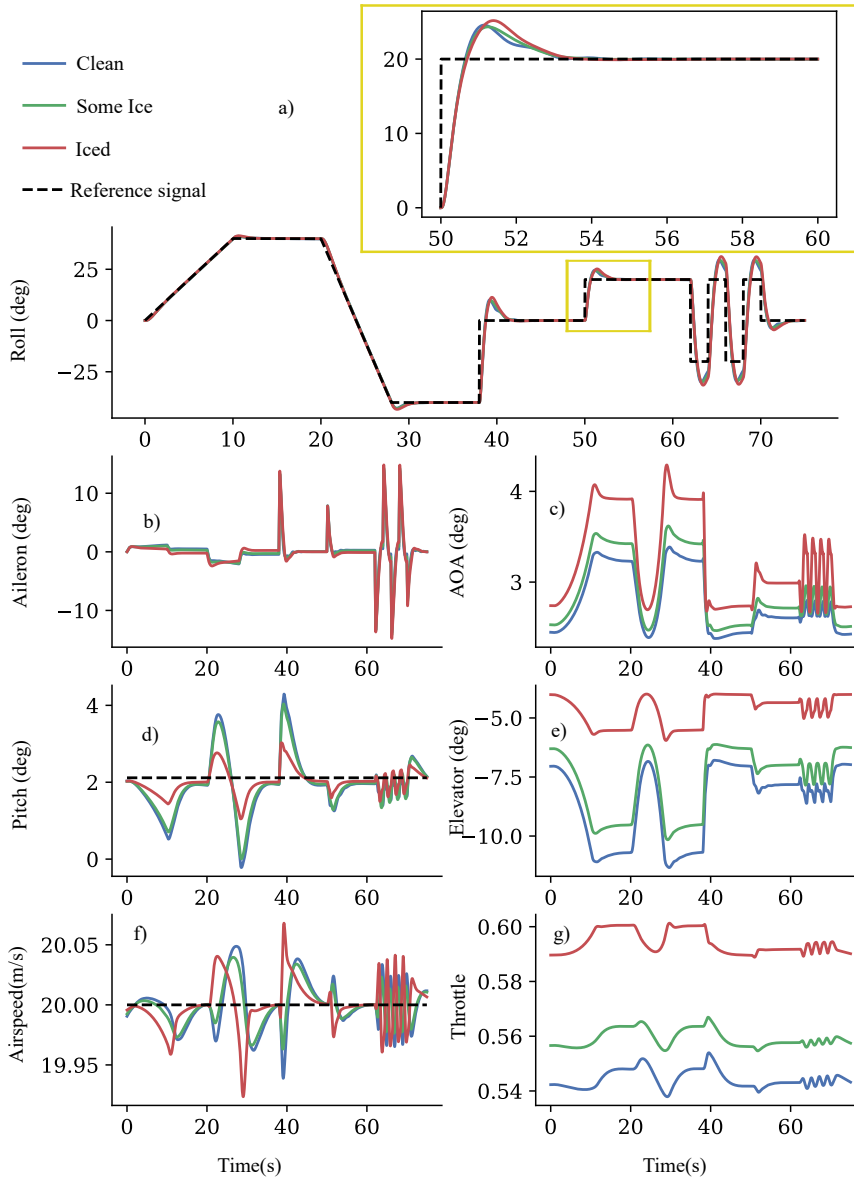 Clean
Some Ice
Iced
Reference signal
a)
20
10
0
50 52 54 56 58 60
Roll (deg)
25
0
−25
0 10 20 30 40 50 60 70
Aileron (deg)
b)
10
0
−10
0 20 40 60
AOA (deg)
c)
4
3
0 20 40 60
Pitch (deg)
d)
4
2
0
0 20 40 60
Elevator (deg)
e)
−5.0
−7.5
−10.0
0 20 40 60
Airspeed(m/s)
f)
20.05
20.00
19.95
0 20 40 60
Time(s)
Throttle
g)
0.60
0.58
0.56
0.54
0 20 40 60
Time(s)